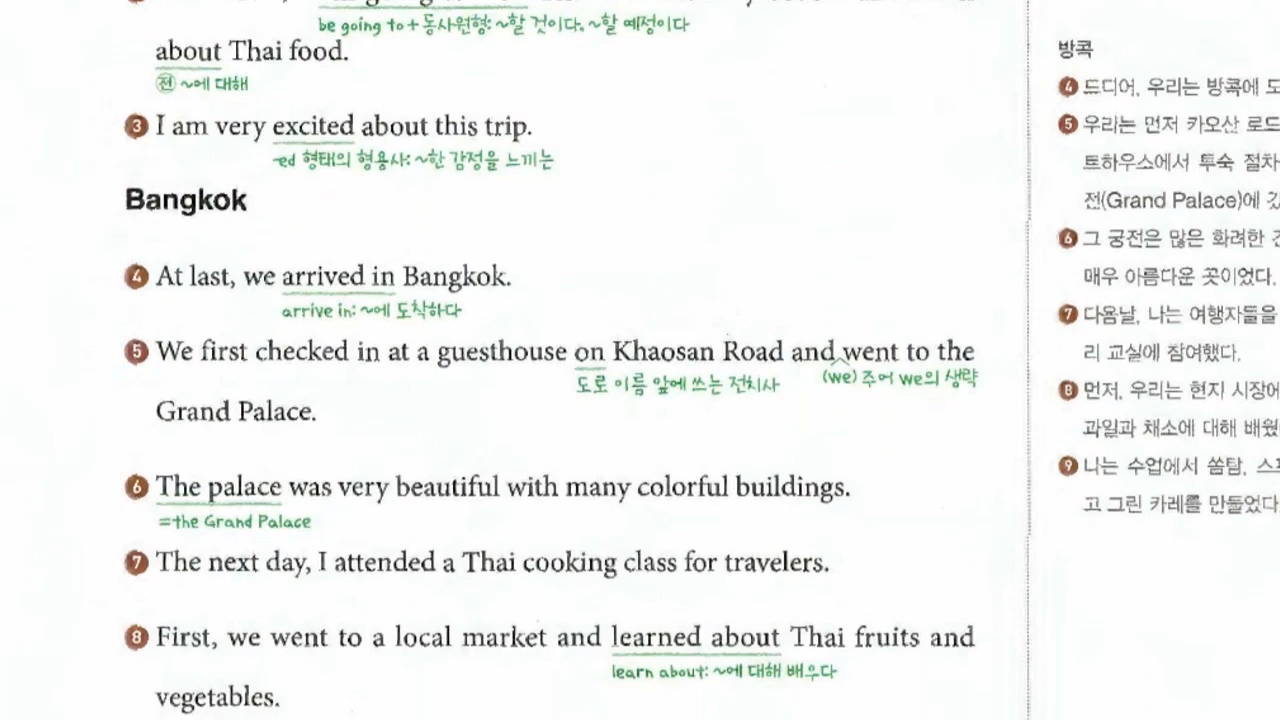 be going to+동사원형: ~할 것이다, ~할 예정이다
about Thai food.
전 ~에 대해
3 I am very excited about this trip.
-ed 형태의 형용사: ~한 감정을 느끼는
Bangkok
4 At last, we arrived in Bangkok.
arrive in: ~에 도착하다
5 We first checked in at a guesthouse on Khaosan Road and went to the
도로 이름 앞에 쓰는 전치사 (we) 주어 we의 생략
Grand Palace.
6 The palace was very beautiful with many colorful buildings.
=the Grand Palace
7 The next day, I attended a Thai cooking class for travelers.
8 First, we went to a local market and learned about Thai fruits and
learn about: ~에 대해 배우다
vegetables.
방콕
4 드디어, 우리는 방콕에
5 우리는 먼저 카오산 로드
트하우스에서 투숙 절차
전(Grand Palace)에
6 그 궁전은 많은 화려한
매우 아름다운 곳이었다.
7 다음날, 나는 여행자들을
리 교실에 참여했다.
8 먼저, 우리는 현지 시장에
과일과 채소에 대해 배웠
9 나는 수업에서 쏨탐,
고 그린 카레를 만들었다